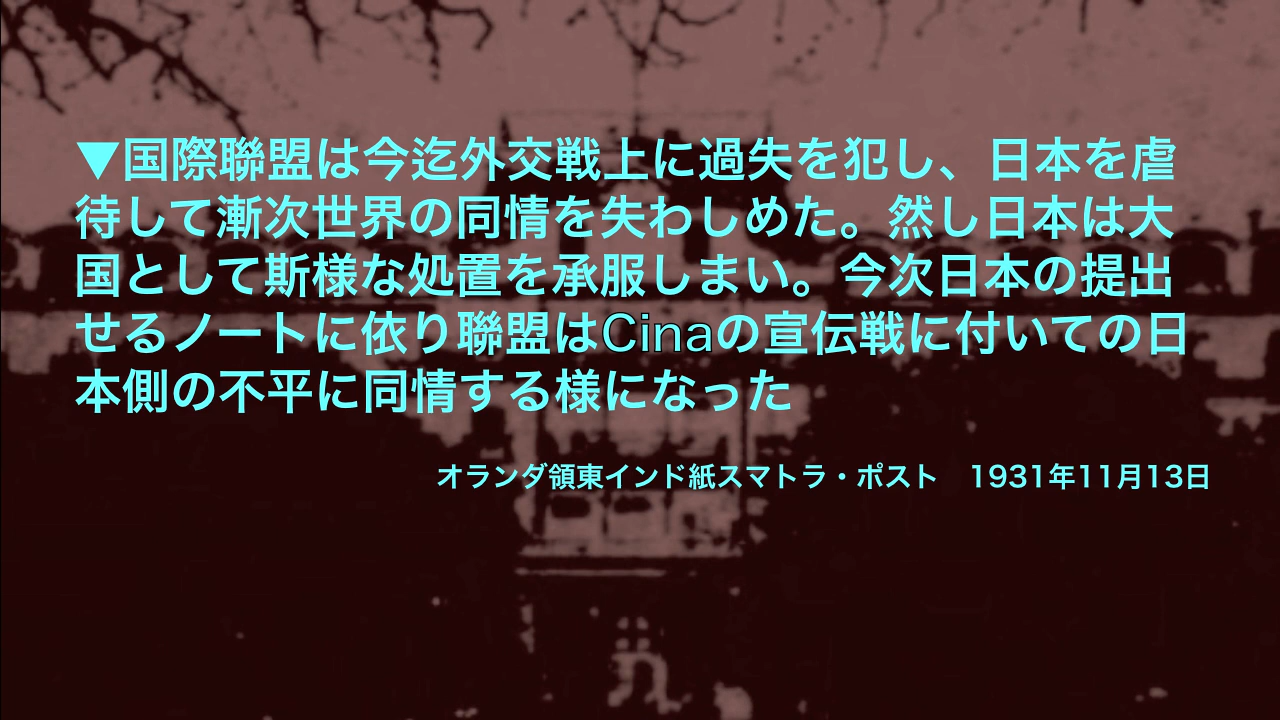 ▼国際聯盟は今迄外交戦上に過失を犯し、日本を虐
待して漸次世界の同情を失わしめた。然し日本は大
国として斯様な処置を承服しまい。今次日本の提出
せるノートに依り聯盟はCinaの宣伝戦に付いての日
本側の不平に同情する様になった
オランダ領東インド紙スマトラ・ポスト　1931年11月13日